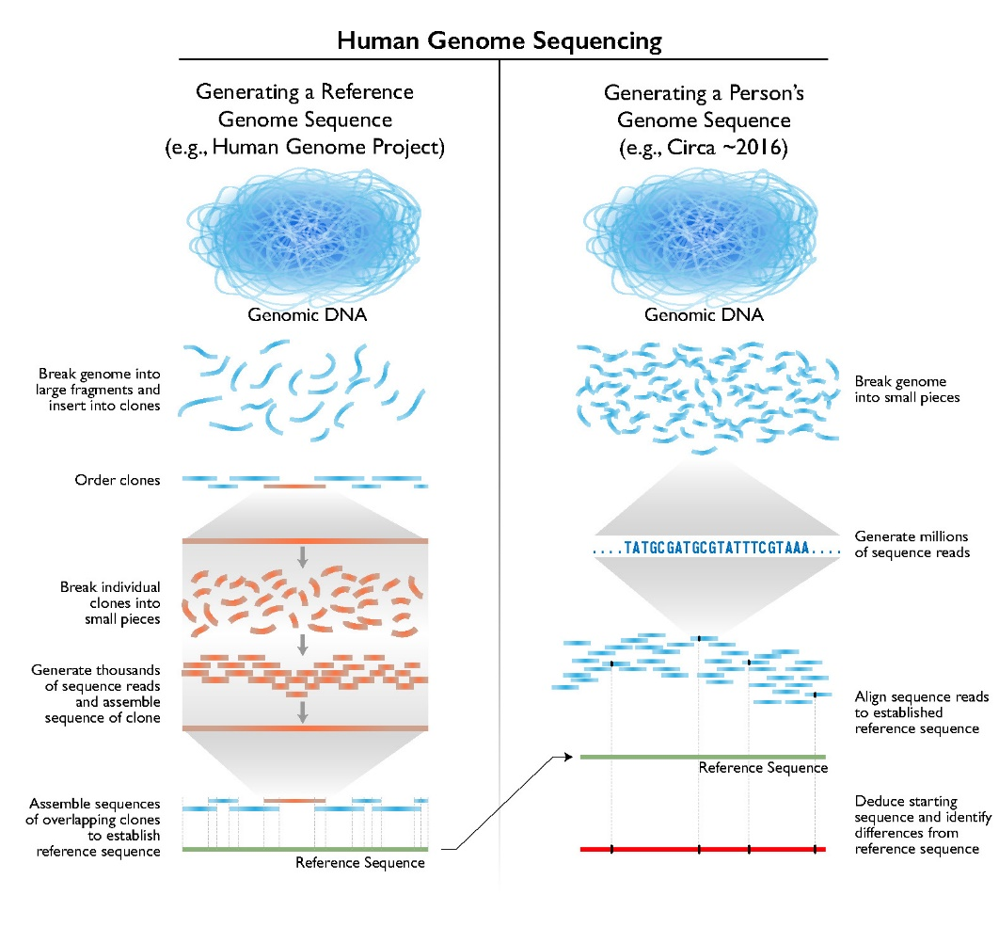 Human Genome Sequencing
Generating a Reference
Genome Sequence
(e.g., Human Genome Project)
Genomic DNA
Break genome into
large fragments and
insert into clones
Order clones
Break individual
clones into
small pieces
Generate thousands
of sequence reads
and assemble
sequence of clone
Assemble sequences
of overlapping clones
to establish
reference sequence
Reference Sequence
Generating a Person's
Genome Sequence
(e.g., Circa ~2016)
Genomic DNA
Break genome
into small pieces
....TATGCGATGCGTATTTCGTAAA....
Generate millions
of sequence reads
Align sequence reads
to established
reference sequence
Reference Sequence
Deduce starting
sequence and identify
differences from
reference sequence